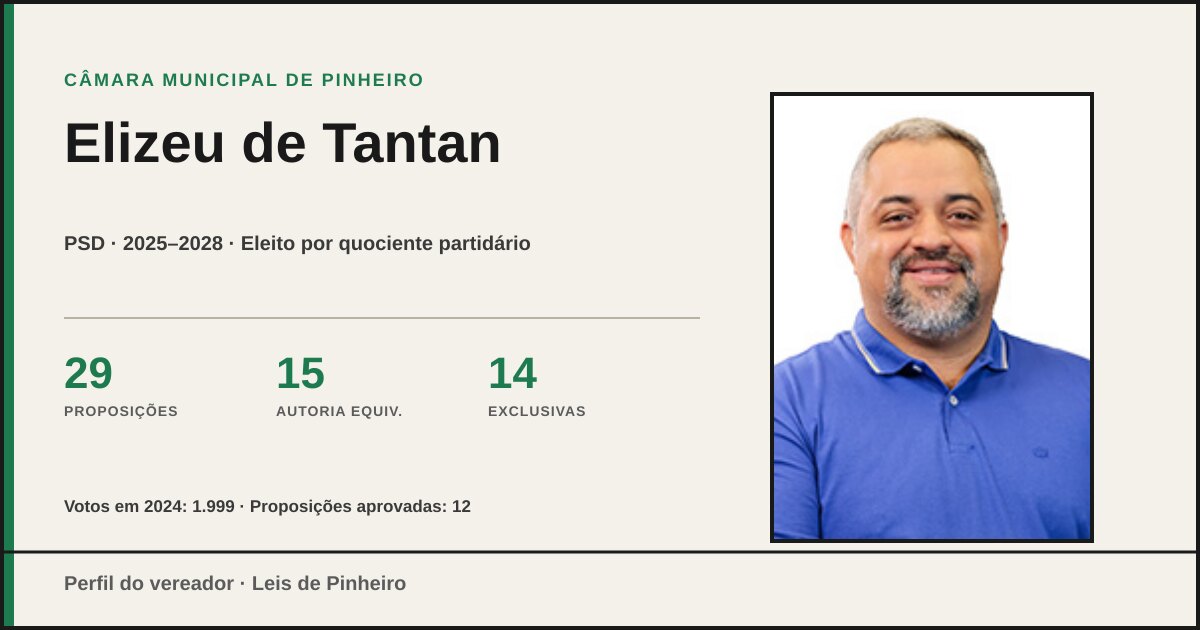 CÂMARA MUNICIPAL DE PINHEIRO
Elizeu de Tantan
PSD · 2025–2028 · Eleito por quociente partidário
29
PROPOSIÇÕES
15
AUTORIA EQUIV.
14
EXCLUSIVAS
Votos em 2024: 1.999 · Proposições aprovadas: 12
Perfil do vereador · Leis de Pinheiro